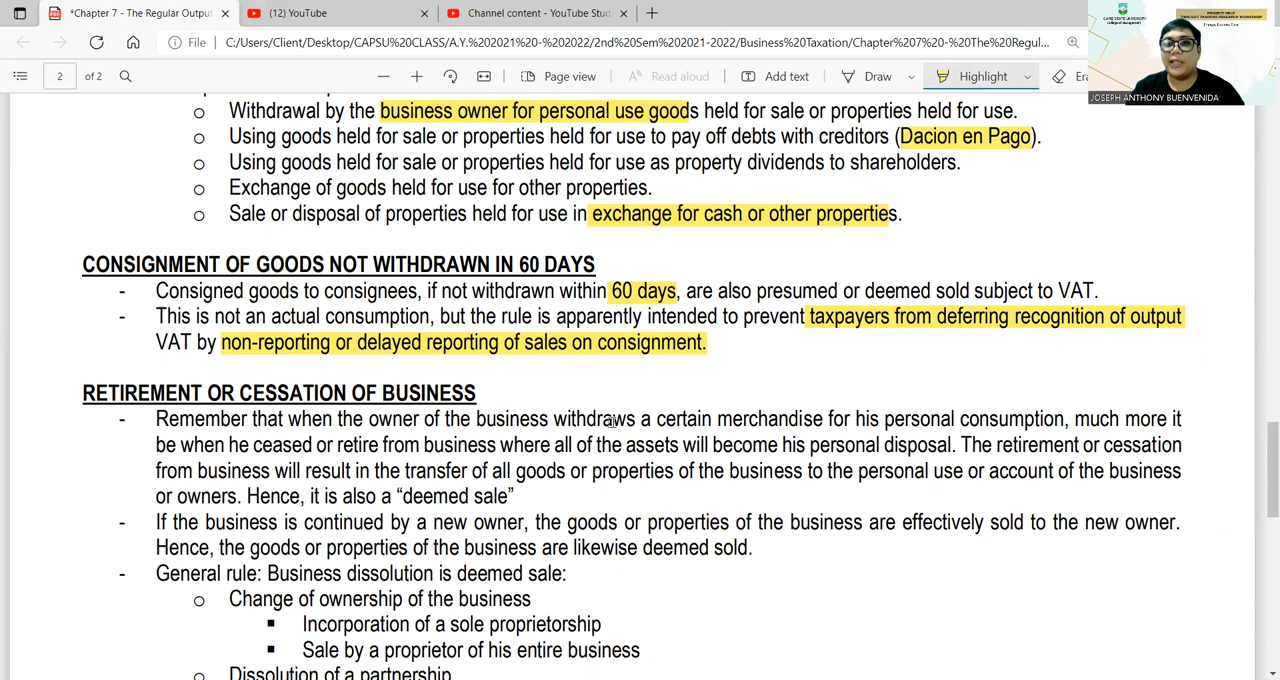 *Chapter 7 - The Regular Output
(12) YouTube
Channel content - YouTube Stud
File
C:/Users/Client/Desktop/CAPSU%20CLASS/A.Y.%202021%20-%202022/2nd%20Sem%202021-2022/Business%20Taxation/Chapter%207%20-%20The%20Regul...
2
of 2
Page view
Read aloud
Add text
Draw
Highlight
Era
CAPIZ STATE UNIVERSITY
College of Management
PROJECT HELP
JOSEPH ANTHONY BUENVENIDA
o Withdrawal by the business owner for personal use goods held for sale or properties held for use.
o Using goods held for sale or properties held for use to pay off debts with creditors (Dacion en Pago).
o Using goods held for sale or properties held for use as property dividends to shareholders.
o Exchange of goods held for use for other properties.
o Sale or disposal of properties held for use in exchange for cash or other properties.
CONSIGNMENT OF GOODS NOT WITHDRAWN IN 60 DAYS
- Consigned goods to consignees, if not withdrawn within 60 days, are also presumed or deemed sold subject to VAT.
- This is not an actual consumption, but the rule is apparently intended to prevent taxpayers from deferring recognition of output
VAT by non-reporting or delayed reporting of sales on consignment.
RETIREMENT OR CESSATION OF BUSINESS
- Remember that when the owner of the business withdraws a certain merchandise for his personal consumption, much more it
be when he ceased or retire from business where all of the assets will become his personal disposal. The retirement or cessation
from business will result in the transfer of all goods or properties of the business to the personal use or account of the business
or owners. Hence, it is also a “deemed sale”
- If the business is continued by a new owner, the goods or properties of the business are effectively sold to the new owner.
Hence, the goods or properties of the business are likewise deemed sold.
- General rule: Business dissolution is deemed sale:
o Change of ownership of the business
▪ Incorporation of a sole proprietorship
▪ Sale by a proprietor of his entire business
o Dissolution of a partnership